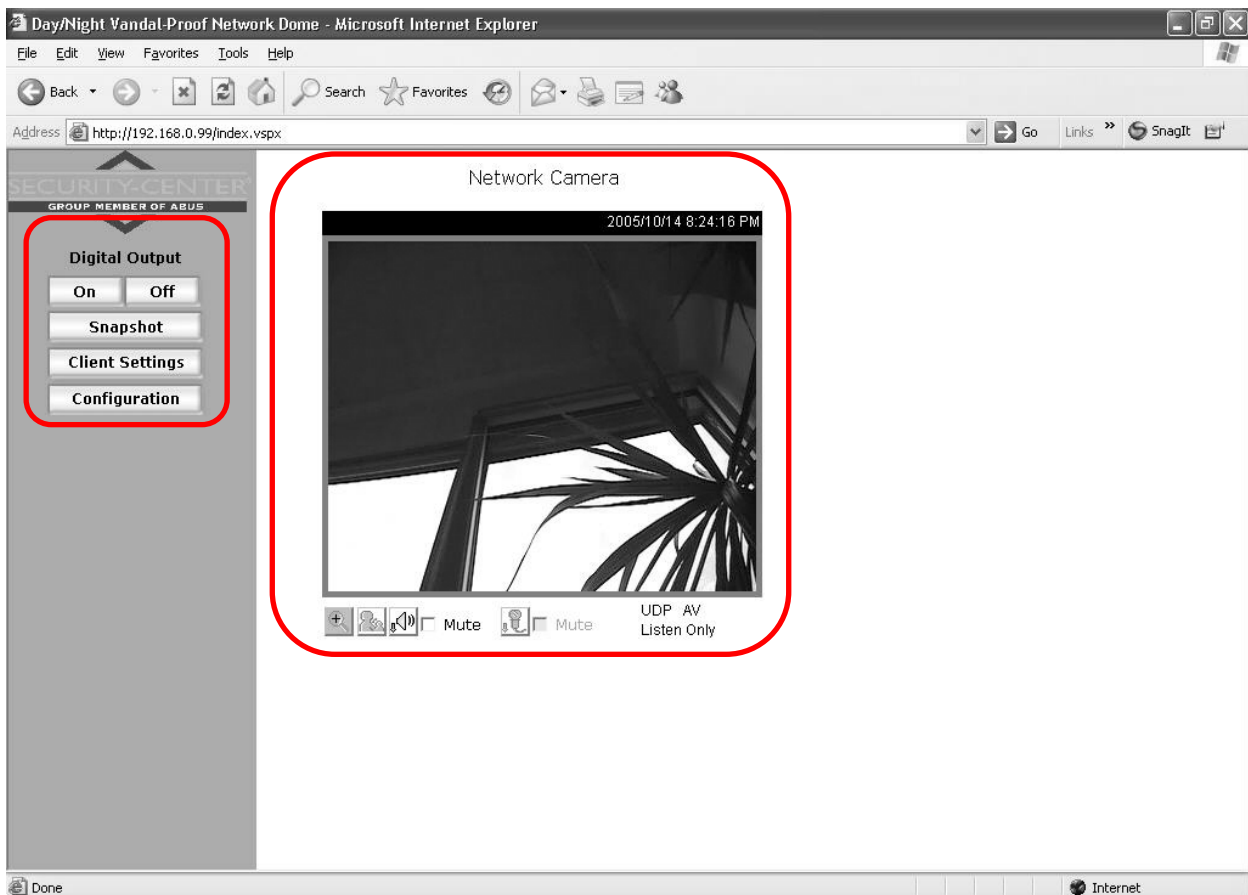 Day/Night Vandal-Proof Network Dome - Microsoft Internet Explorer
File Edit View Favorites Tools Help
Back Search Favorites
Address http://192.168.0.99/index.vspx Go Links » SnagIt
SECURITY-CENTER®
GROUP MEMBER OF ABUS
Digital Output
On Off
Snapshot
Client Settings
Configuration
Network Camera
2005/10/14 8:24:16 PM
Mute Mute
UDP AV
Listen Only
Done Internet